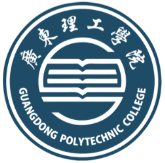 廣東理工學院
GUANGDONG POLYTECHNIC COLLEGE